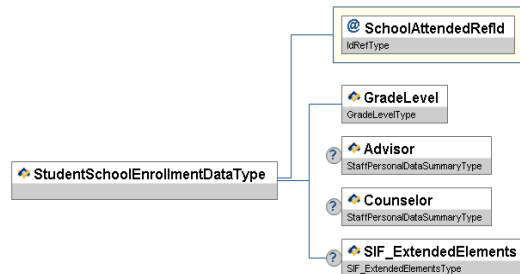 @ SchoolAttendedRefId
IdRefType
GradeLevel
GradeLevelType
? Advisor
StaffPersonalDataSummaryType
StudentSchoolEnrollmentDataType
? Counselor
StaffPersonalDataSummaryType
? SIF_ExtendedElements
SIF_ExtendedElementsType